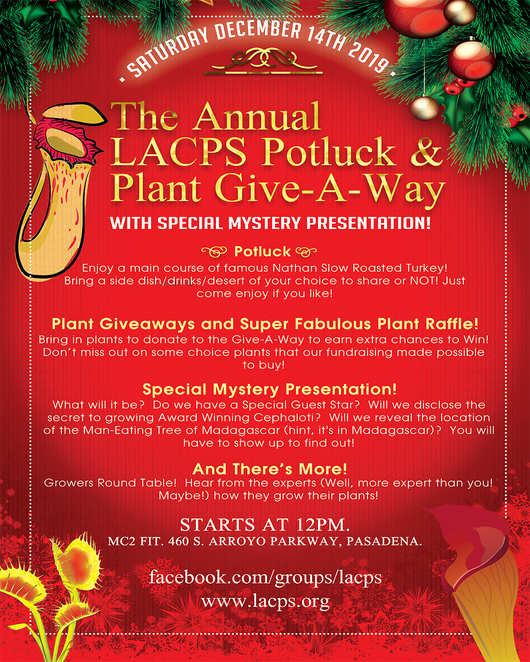 • SATURDAY DECEMBER 14TH 2019 •
The Annual
LACPS Potluck &
Plant Give-A-Way
WITH SPECIAL MYSTERY PRESENTATION!
Potluck
Enjoy a main course of famous Nathan Slow Roasted Turkey!
Bring a side dish/drinks/desert of your choice to share or NOT! Just
come enjoy if you like!
Plant Giveaways and Super Fabulous Plant Raffle!
Bring in plants to donate to the Give-A-Way to earn extra chances to Win!
Don't miss out on some choice plants that our fundraising made possible
to buy!
Special Mystery Presentation!
What will it be? Do we have a Special Guest Star? Will we disclose the
secret to growing Award Winning Cephaloti? Will we reveal the location
of the Man-Eating Tree of Madagascar (hint, it's in Madagascar)? You will
have to show up to find out!
And There's More!
Growers Round Table! Hear from the experts (Well, more expert than you!
Maybe!) how they grow their plants!
STARTS AT 12PM.
MC2 FIT. 460 S. ARROYO PARKWAY, PASADENA.
facebook.com/groups/lacps
www.lacps.org